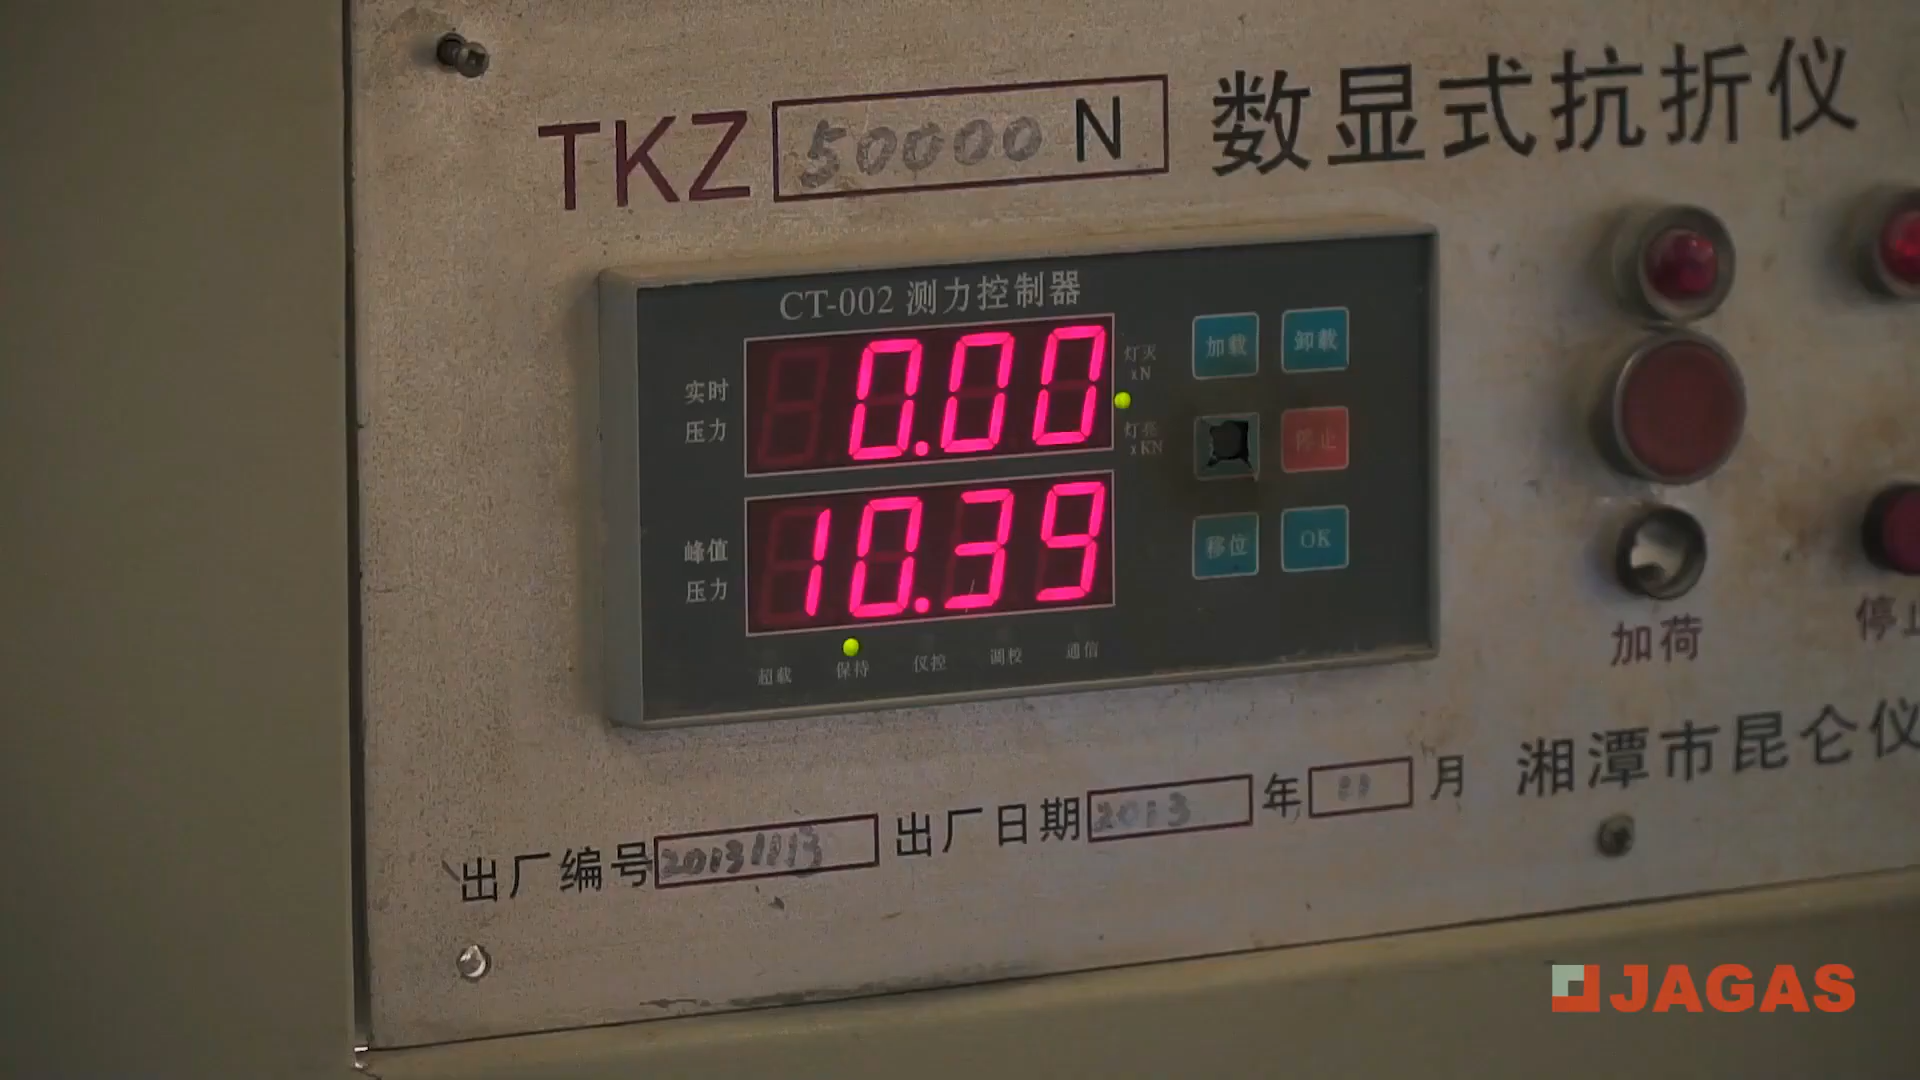 TKZ 50000 N 数显式抗折仪
CT-002 测力控制器
实时
压力
0.00
灯灭
xN
灯亮
xKN
加载 卸载
停止
峰值
压力
10.39
移位 OK
超载 保持 仪控 调校 通信
加荷 停止
湘潭市昆仑仪
出厂编号 20131113 出厂日期 2013 年 11 月
JAGAS